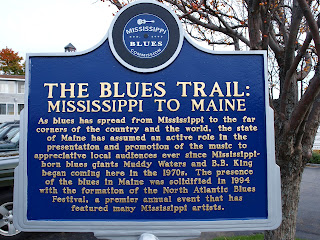 MISSISSIPPI
BLUES
COMMISSION
THE BLUES TRAIL:
MISSISSIPPI TO MAINE
As blues has spread from Mississippi to the far
corners of the country and the world, the state
of Maine has assumed an active role in the
presentation and promotion of the music to
appreciative local audiences ever since Mississippi-
born blues giants Muddy Waters and B.B. King
began coming here in the 1970s. The presence
of the blues in Maine was solidified in 1994
with the formation of the North Atlantic Blues
Festival, a premier annual event that has
featured many Mississippi artists.